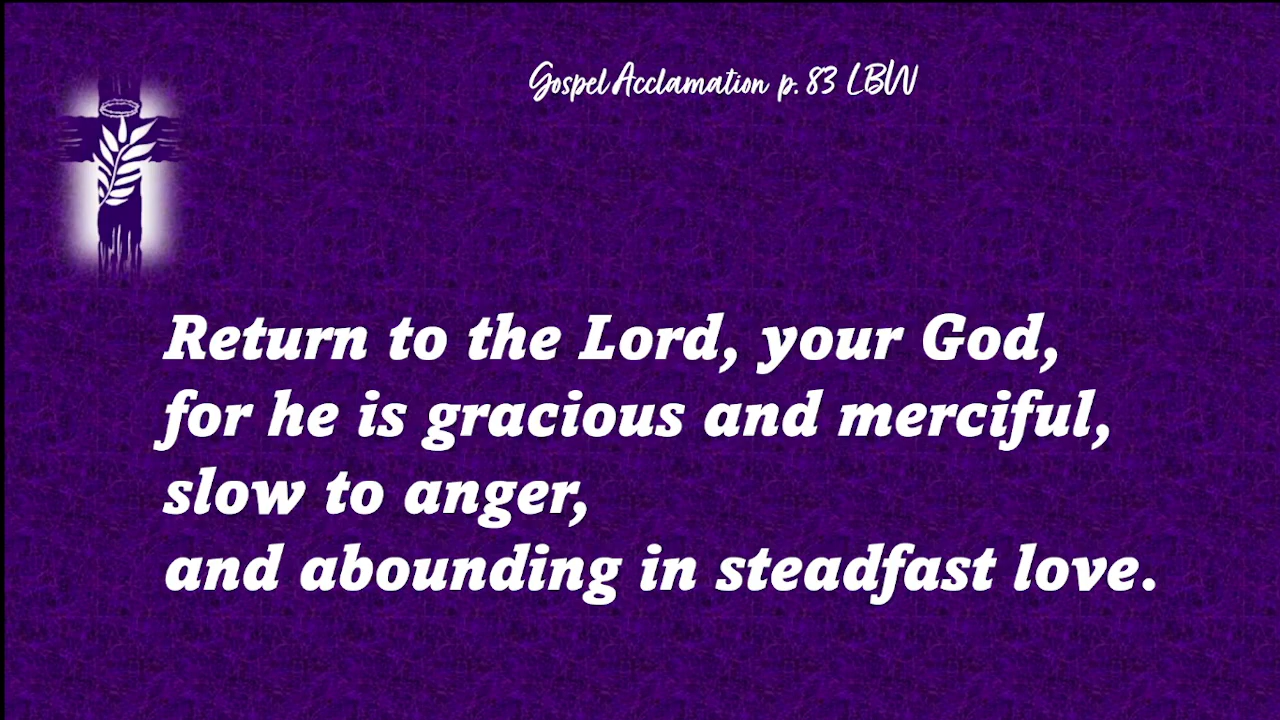 Gospel Acclamation p. 83 LBW
Return to the Lord, your God,
for he is gracious and merciful,
slow to anger,
and abounding in steadfast love.